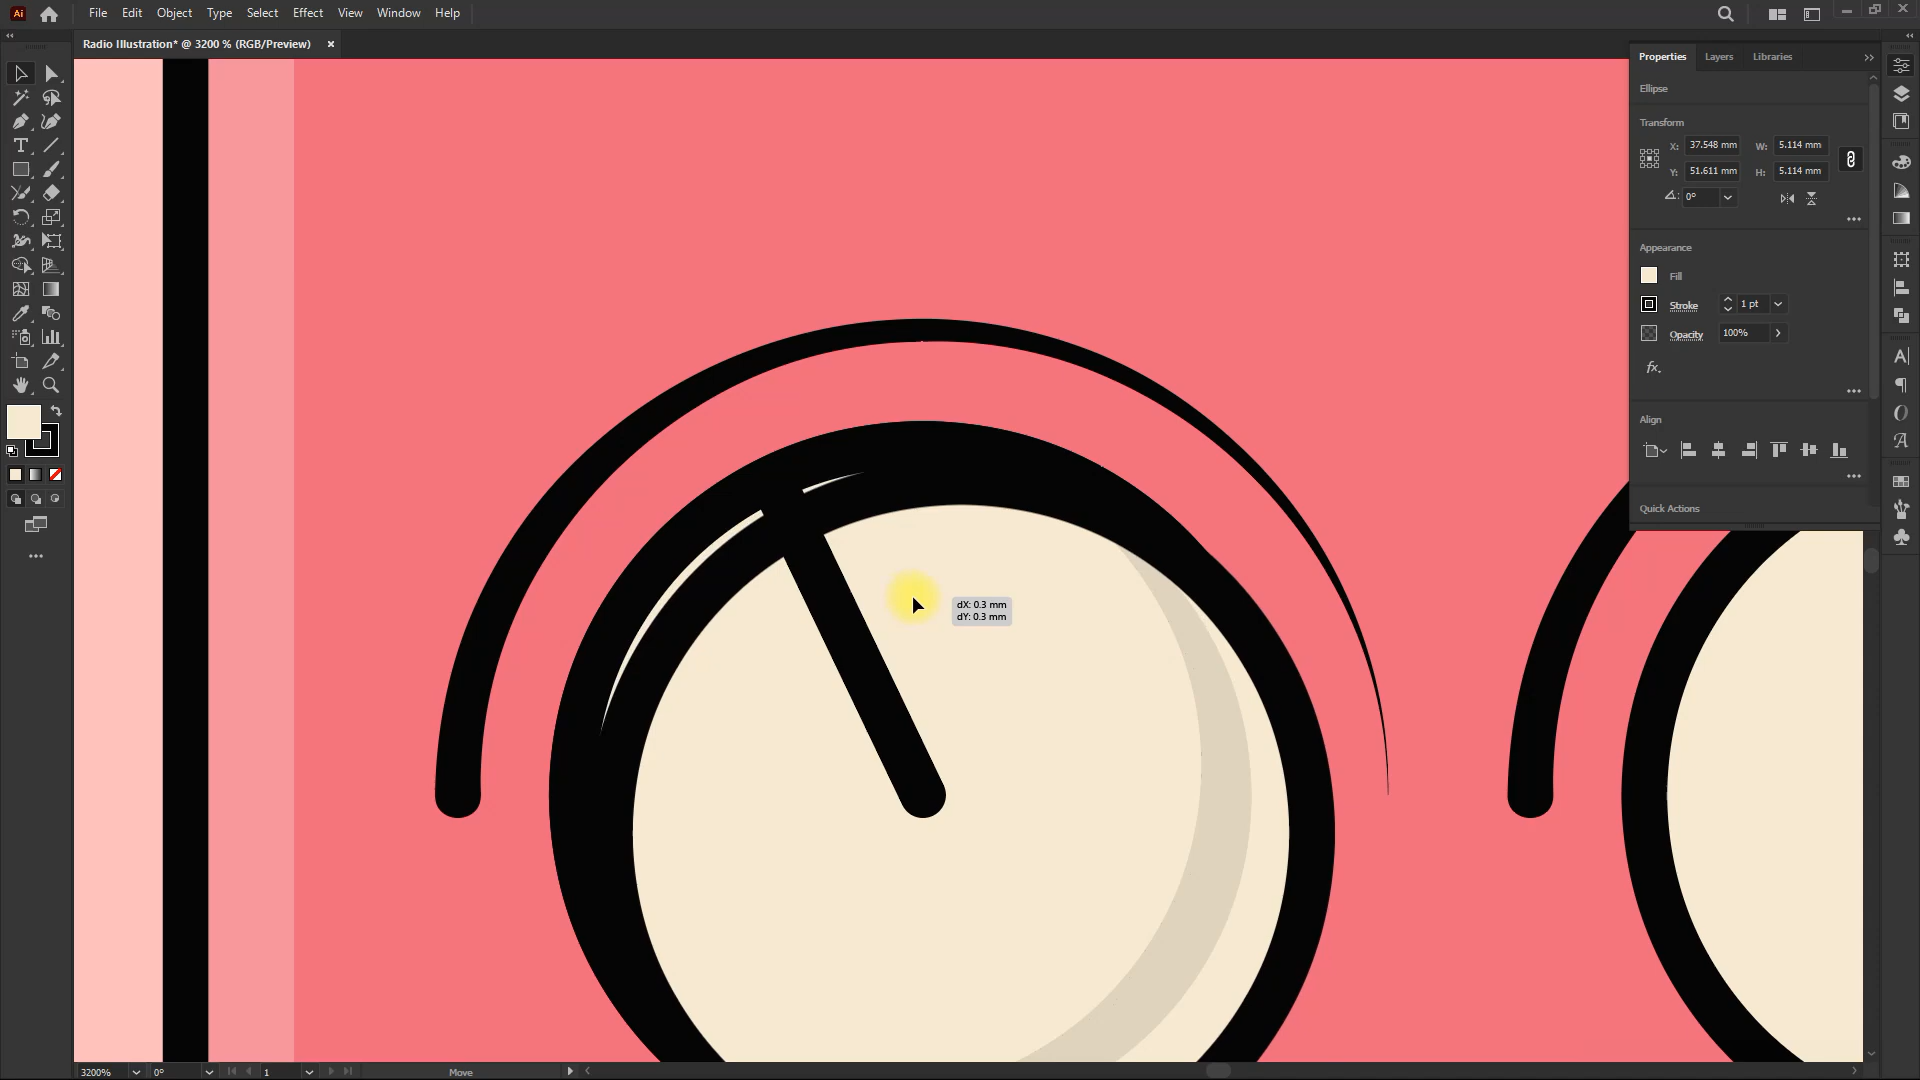 Ai File Edit Object Type Select Effect View Window Help
Radio Illustration* @ 3200 % (RGB/Preview) ×
Properties Layers Libraries
Ellipse
Transform
X: 37.548 mm W: 5.114 mm
Y: 51.611 mm H: 5.114 mm
0°
Appearance
Fill
Stroke 1 pt
Opacity 100%
fx.
Align
Quick Actions
dX: 0.3 mm
dY: 0.3 mm
3200% 0° 1 Move